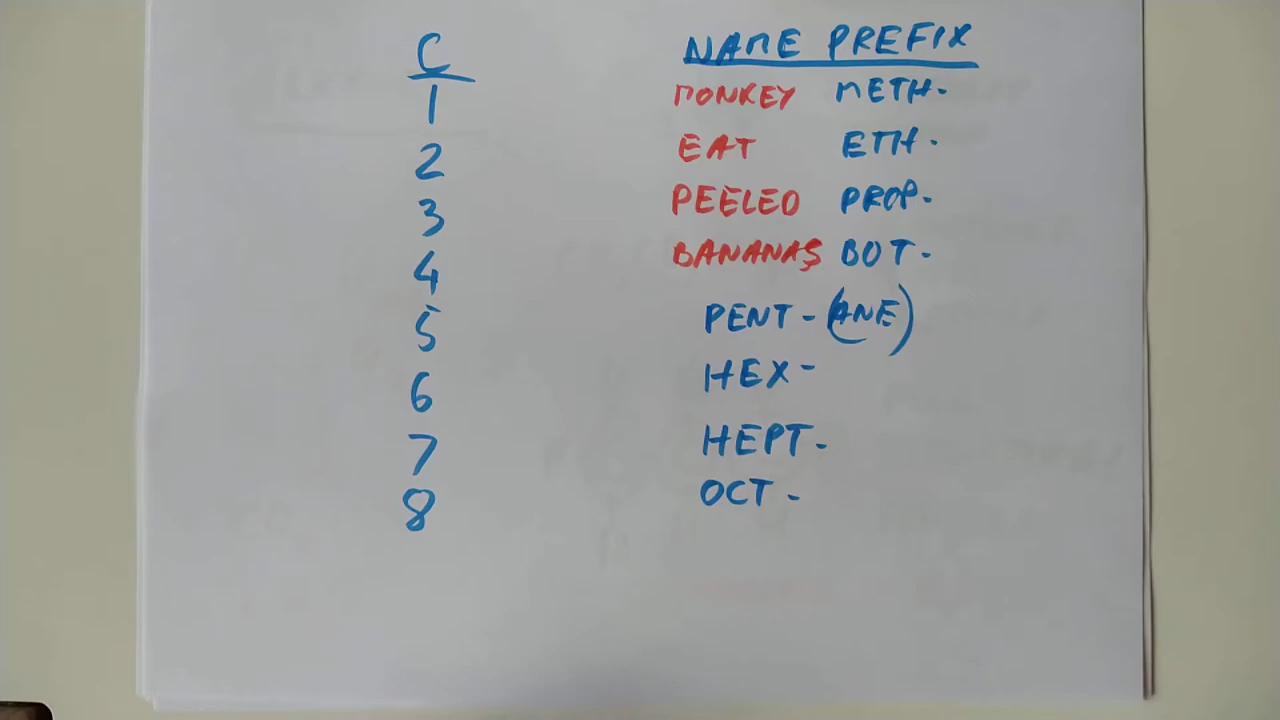 C NAME PREFIX
1 MONKEY METH-
2 EAT ETH-
3 PEELED PROP-
4 BANANAS BUT-
5 PENT-(ANE)
6 HEX-
7 HEPT-
8 OCT-